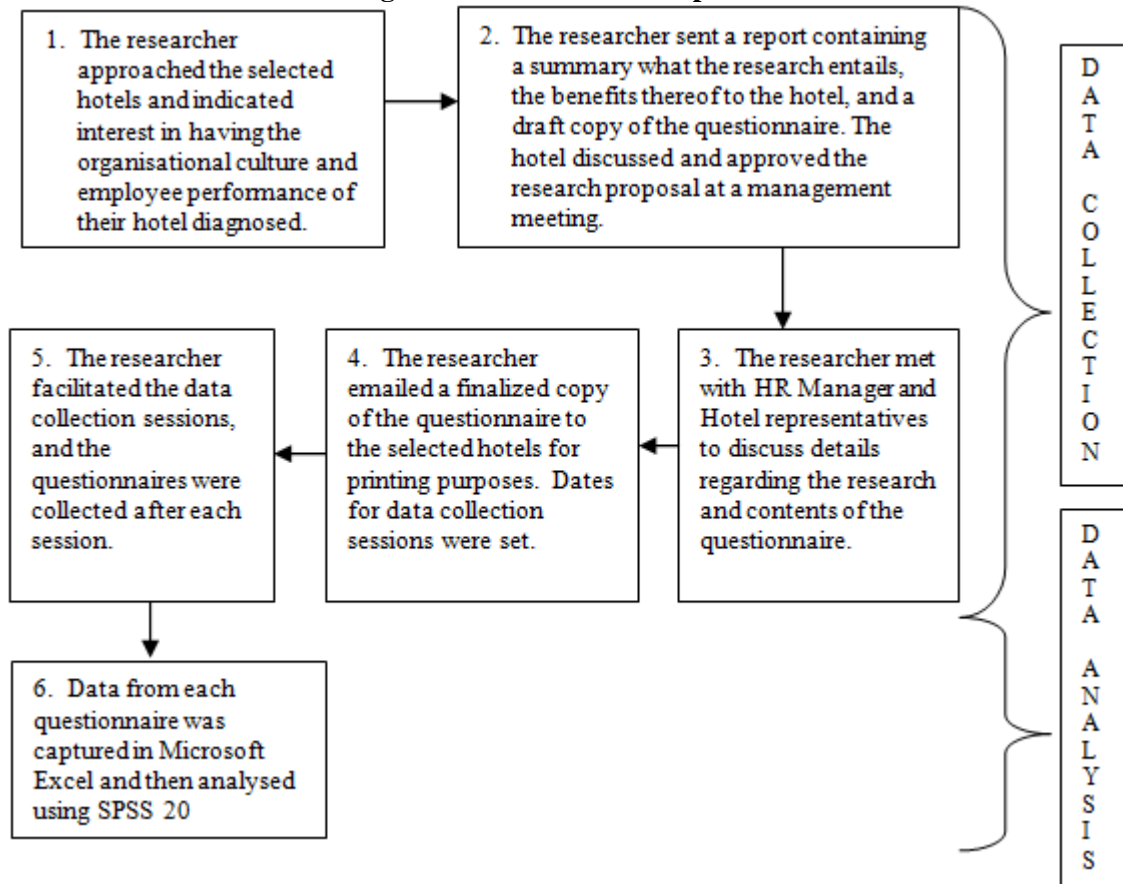 1. The researcher
approached the selected
hotels and indicated
interest in having the
organisational culture and
employee performance of
their hotel diagnosed.
2. The researcher sent a report containing
a summary what the research entails,
the benefits thereof to the hotel, and a
draft copy of the questionnaire. The
hotel discussed and approved the
research proposal at a management
meeting.
3. The researcher met
with HR Manager and
Hotel representatives
to discuss details
regarding the research
and contents of the
questionnaire.
4. The researcher
emailed a finalized copy
of the questionnaire to
the selected hotels for
printing purposes. Dates
for data collection
sessions were set.
5. The researcher
facilitated the data
collection sessions,
and the
questionnaires were
collected after each
session.
6. Data from each
questionnaire was
captured in Microsoft
Excel and then analysed
using SPSS 20
DATA COLLECTION
DATA ANALYSIS